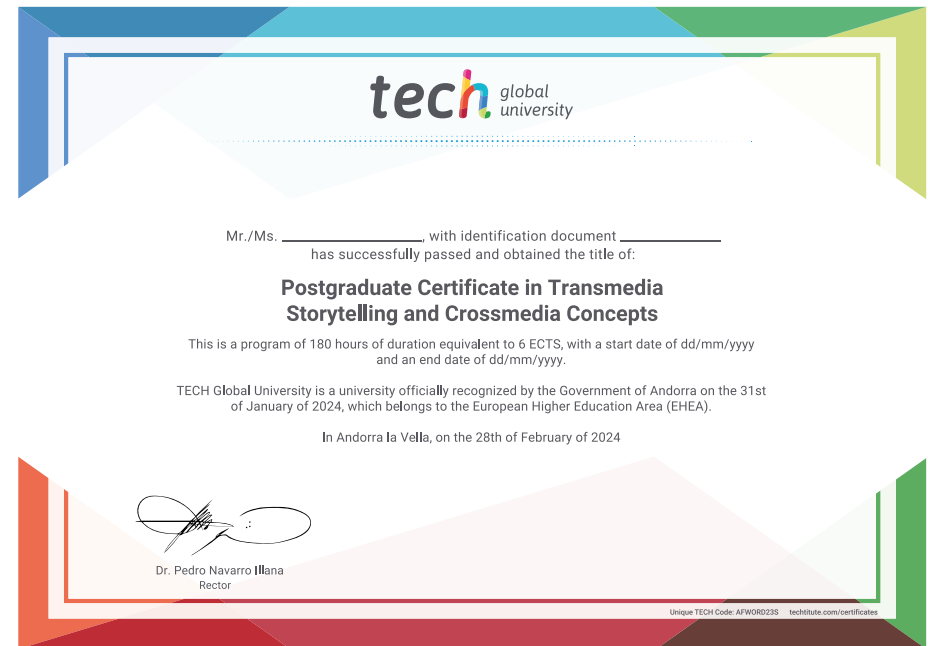 tech global
university
Mr./Ms. ____________, with identification document ____________
has successfully passed and obtained the title of:
Postgraduate Certificate in Transmedia
Storytelling and Crossmedia Concepts
This is a program of 180 hours of duration equivalent to 6 ECTS, with a start date of dd/mm/yyyy
and an end date of dd/mm/yyyy.
TECH Global University is a university officially recognized by the Government of Andorra on the 31st
of January of 2024, which belongs to the European Higher Education Area (EHEA).
In Andorra la Vella, on the 28th of February of 2024
Dr. Pedro Navarro Illana
Rector
Unique TECH Code: AFWORD23S techtitute.com/certificates